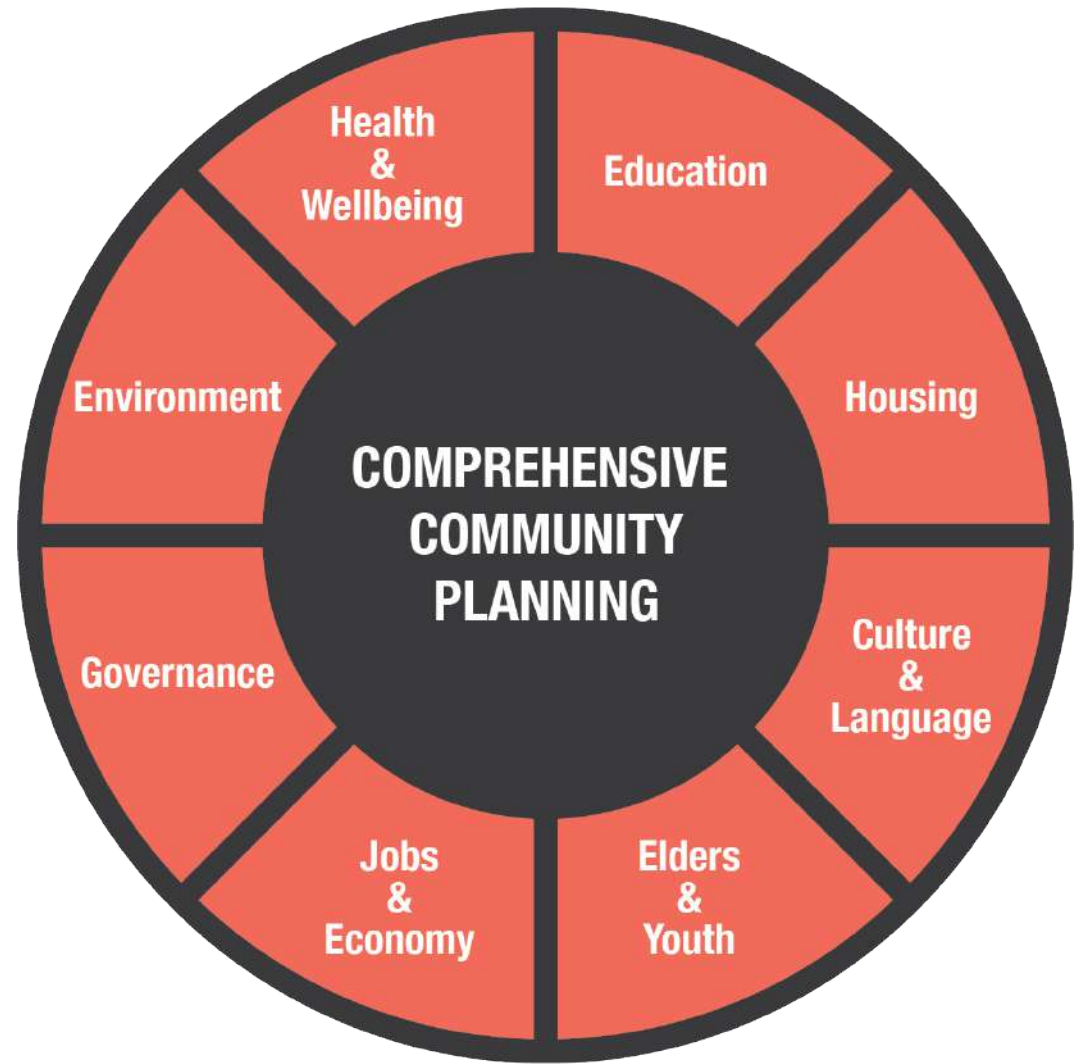 Health
&
Wellbeing
Education
Environment
Housing
COMPREHENSIVE
COMMUNITY
PLANNING
Governance
Culture
&
Language
Jobs
&
Economy
Elders
&
Youth